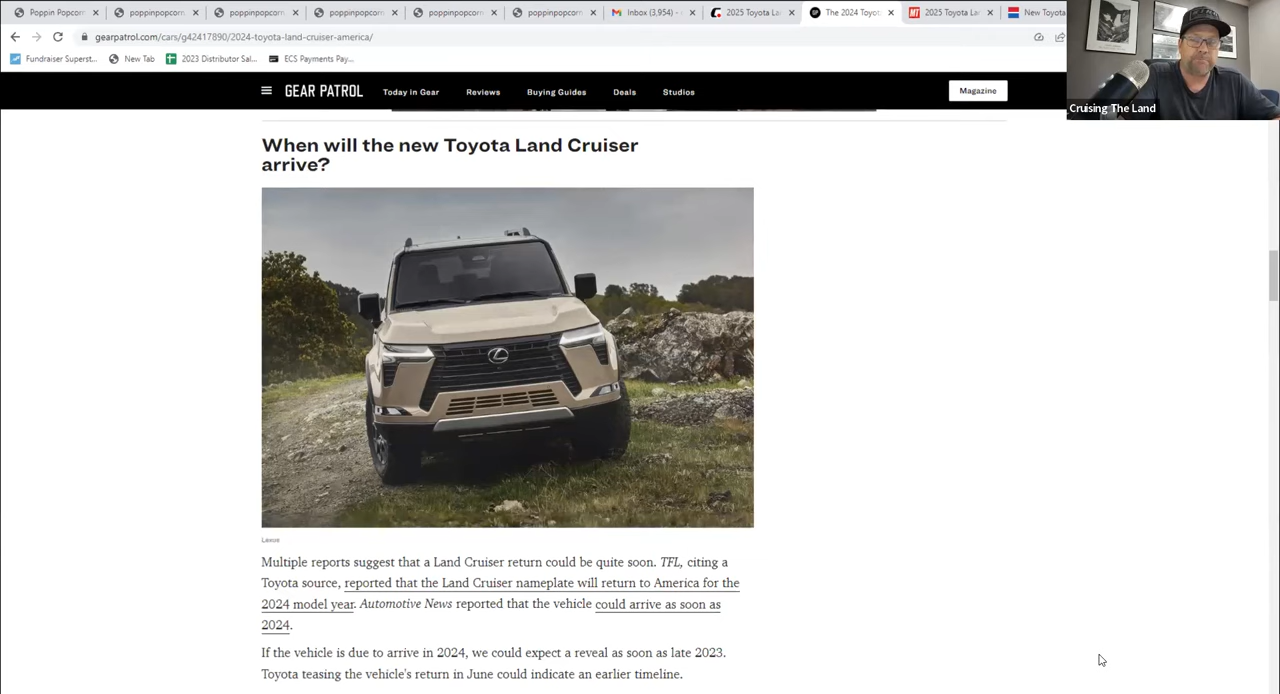 Poppin Popcorn
poppinpopcorn
poppinpopcorn
poppinpopcorn
poppinpopcorn
poppinpopcorn
Inbox (3,954) -
2025 Toyota La
The 2024 Toyot
2025 Toyota La
New Toyota
gearpatrol.com/cars/g42417890/2024-toyota-land-cruiser-america/
Fundraiser Superst...
New Tab
2023 Distributor Sal...
ECS Payments Pay...
GEAR PATROL
Today in Gear
Reviews
Buying Guides
Deals
Studios
Magazine
Cruising The Land
When will the new Toyota Land Cruiser
arrive?
Lexus
Multiple reports suggest that a Land Cruiser return could be quite soon. TFL, citing a
Toyota source, reported that the Land Cruiser nameplate will return to America for the
2024 model year. Automotive News reported that the vehicle could arrive as soon as
2024.
If the vehicle is due to arrive in 2024, we could expect a reveal as soon as late 2023.
Toyota teasing the vehicle's return in June could indicate an earlier timeline.